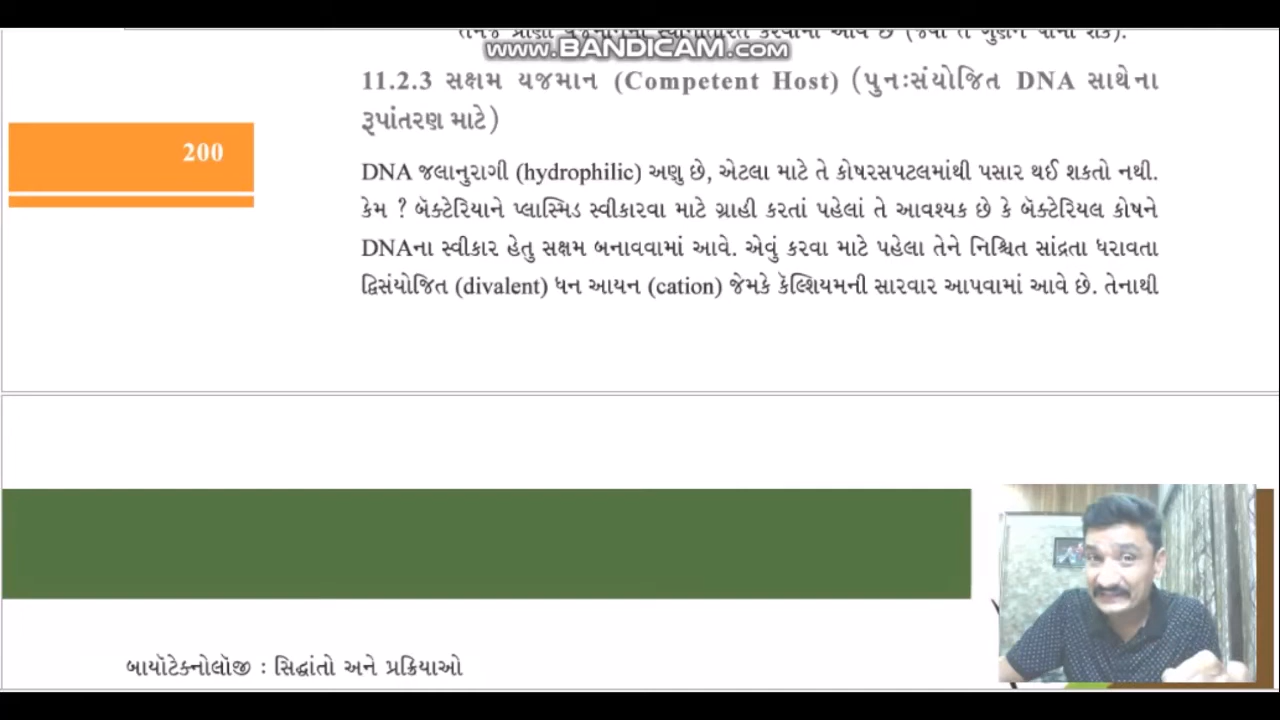 www.BANDICAM.com
11.2.3 સક્ષમ યજમાન (Competent Host) (પુનઃસંયોજિત DNA સાથેના
રૂપાંતરણ માટે)
200
DNA જલાનુરાગી (hydrophilic) અણુ છે, એટલા માટે તે કોષરસપટલમાંથી પસાર થઈ શકતો નથી.
કેમ ? બૅક્ટેરિયાને પ્લાસ્મિડ સ્વીકારવા માટે ગ્રાહી કરતાં પહેલાં તે આવશ્યક છે કે બૅક્ટેરિયલ કોષને
DNAના સ્વીકાર હેતુ સક્ષમ બનાવવામાં આવે. એવું કરવા માટે પહેલા તેને નિશ્ચિત સાંદ્રતા ધરાવતા
દ્વિસંયોજિત (divalent) ધન આયન (cation) જેમકે કૅલ્શિયમની સારવાર આપવામાં આવે છે. તેનાથી
બાયૉટેક્નોલૉજી : સિદ્ધાંતો અને પ્રક્રિયાઓ